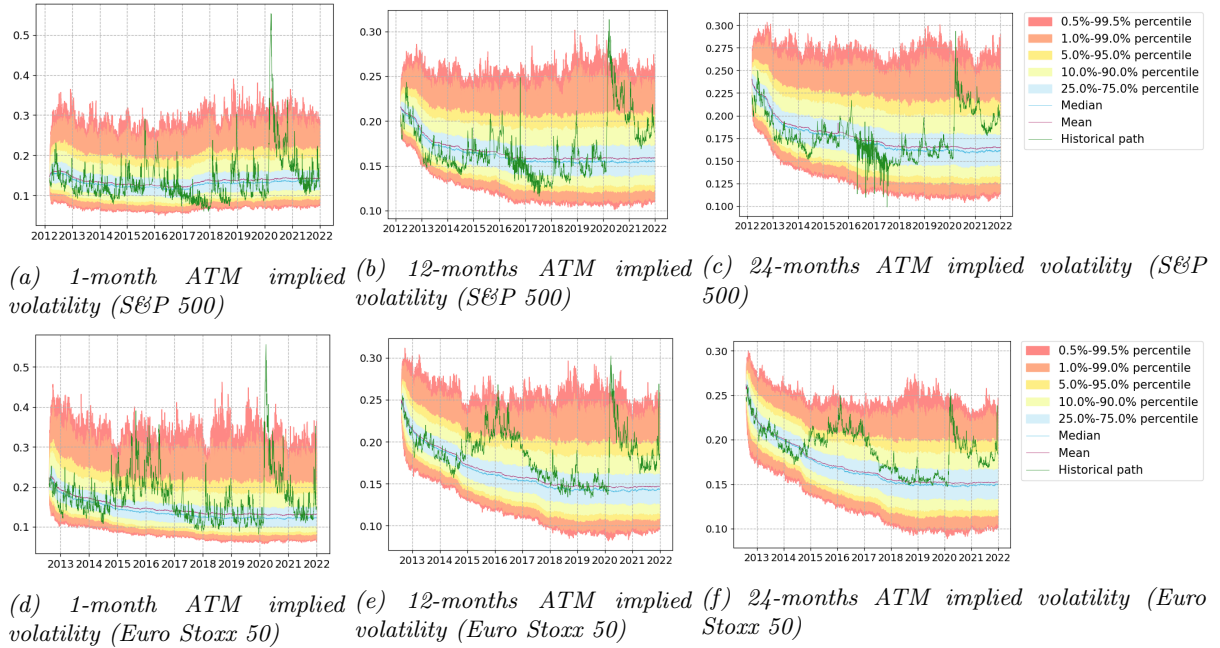 0.5
0.4
0.3
0.2
0.1
2012 2013 2014 2015 2016 2017 2018 2019 2020 2021 2022
(a) 1-month ATM implied
volatility (S&P 500)
0.30
0.25
0.20
0.15
0.10
2012 2013 2014 2015 2016 2017 2018 2019 2020 2021 2022
(b) 12-months ATM implied
volatility (S&P 500)
0.300
0.275
0.250
0.225
0.200
0.175
0.150
0.125
0.100
2012 2013 2014 2015 2016 2017 2018 2019 2020 2021 2022
0.5%-99.5% percentile
1.0%-99.0% percentile
5.0%-95.0% percentile
10.0%-90.0% percentile
25.0%-75.0% percentile
Median
Mean
Historical path
(c) 24-months ATM implied volatility (S&P
500)
0.5
0.4
0.3
0.2
0.1
2013 2014 2015 2016 2017 2018 2019 2020 2021 2022
(d) 1-month ATM implied
volatility (Euro Stoxx 50)
0.30
0.25
0.20
0.15
0.10
2013 2014 2015 2016 2017 2018 2019 2020 2021 2022
(e) 12-months ATM implied
volatility (Euro Stoxx 50)
0.30
0.25
0.20
0.15
0.10
2013 2014 2015 2016 2017 2018 2019 2020 2021 2022
0.5%-99.5% percentile
1.0%-99.0% percentile
5.0%-95.0% percentile
10.0%-90.0% percentile
25.0%-75.0% percentile
Median
Mean
Historical path
(f) 24-months ATM implied volatility (Euro
Stoxx 50)